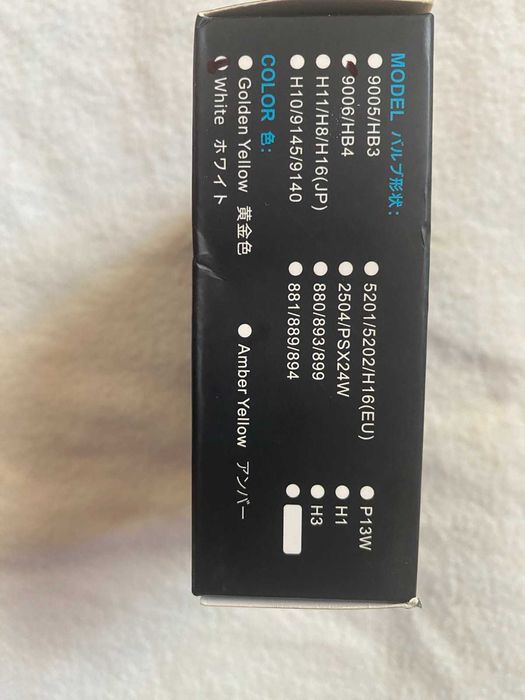 MODEL バルブ形状:
9005/HB3
5201/5202/H16(EU)
P13W
9006/HB4
2504/PSX24W
H1
H11/H8/H16(JP)
880/893/899
H3
H10/9145/9140
881/889/894
COLOR 色:
Golden Yellow 黄金色
Amber Yellow アンバー
White ホワイト